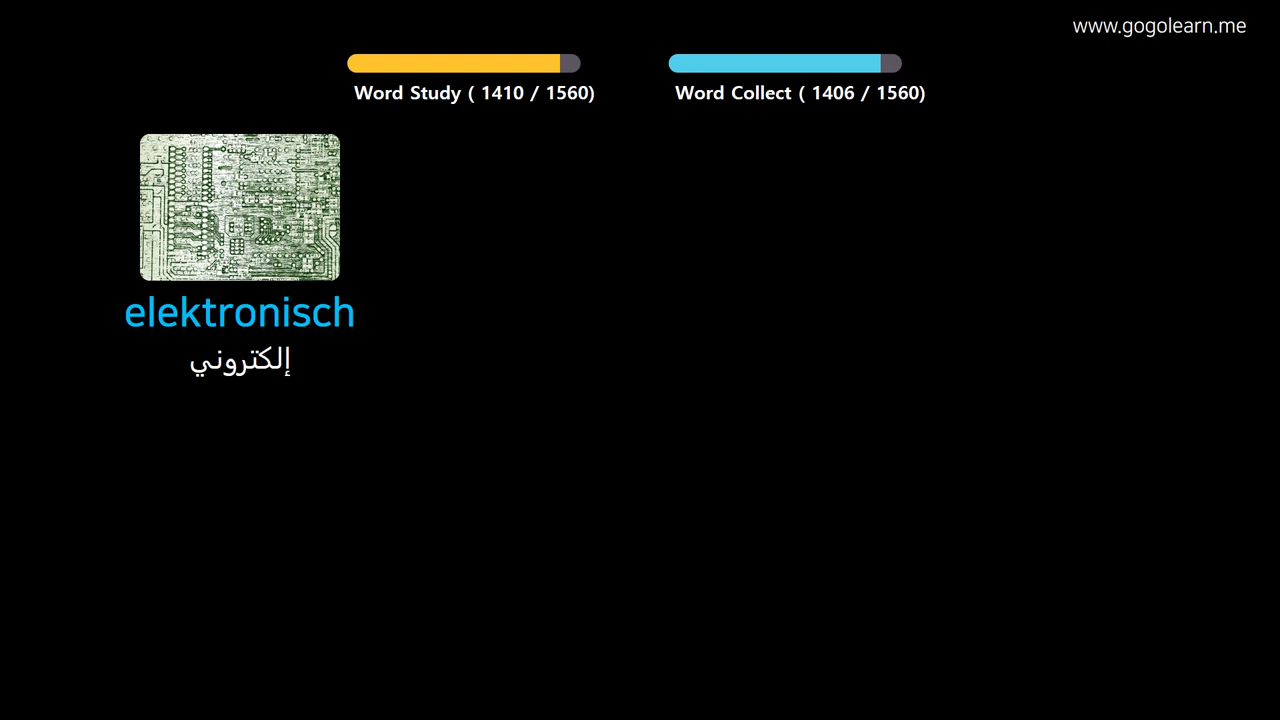 www.gogolearn.me
Word Study ( 1410 / 1560)
Word Collect ( 1406 / 1560)
elektronisch
إلكتروني